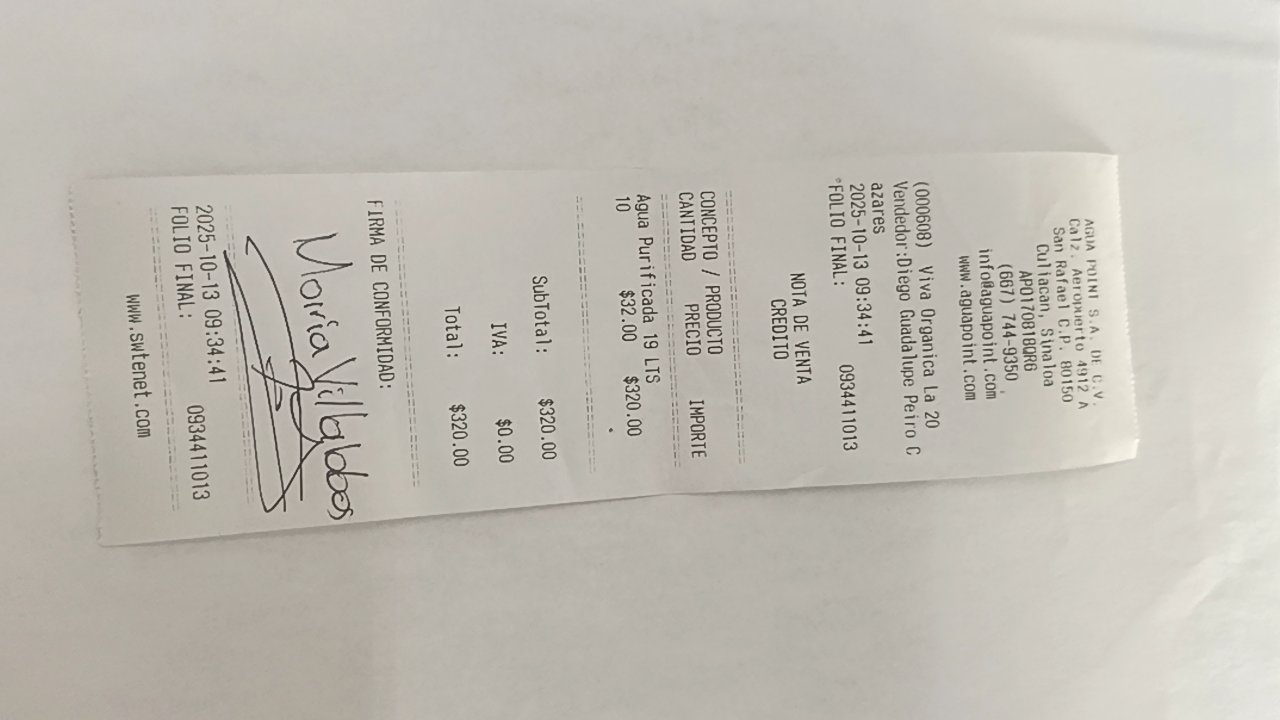 AGUA POINT S.A. DE C.V.
Calz. Aeropuerto 4912 A
San Rafael C.P. 80150
Culiacan, Sinaloa
APO170818QR6
(667) 744-9350
info@aguapoint.com
www.aguapoint.com
(000608) Viva Organica La 20
Vendedor:Diego Guadalupe Peiro C
azares
2025-10-13 09:34:41
*FOLIO FINAL: 0934411013
NOTA DE VENTA
CREDITO
CONCEPTO / PRODUCTO
CANTIDAD PRECIO IMPORTE
Agua Purificada 19 LTS
10 $32.00 $320.00
SubTotal: $320.00
IVA: $0.00
Total: $320.00
FIRMA DE CONFORMIDAD:
Maria Villalobos
2025-10-13 09:34:41
FOLIO FINAL: 0934411013
www.swtenet.com